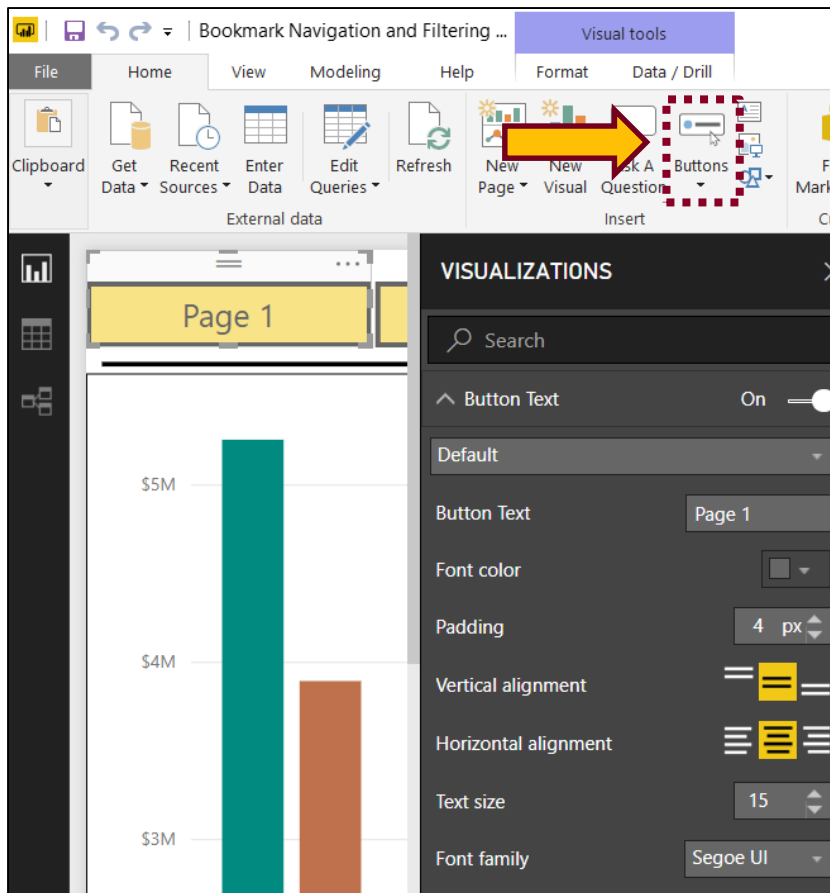 Bookmark Navigation and Filtering ...
Visual tools
File Home View Modeling Help Format Data / Drill
Clipboard
Get Data
Recent Sources
Enter Data
Edit Queries
Refresh
New Page
New Visual
A Question
Buttons
External data
Insert
Page 1
$5M
$4M
$3M
VISUALIZATIONS
Search
Button Text On
Default
Button Text Page 1
Font color
Padding 4 px
Vertical alignment
Horizontal alignment
Text size 15
Font family Segoe UI